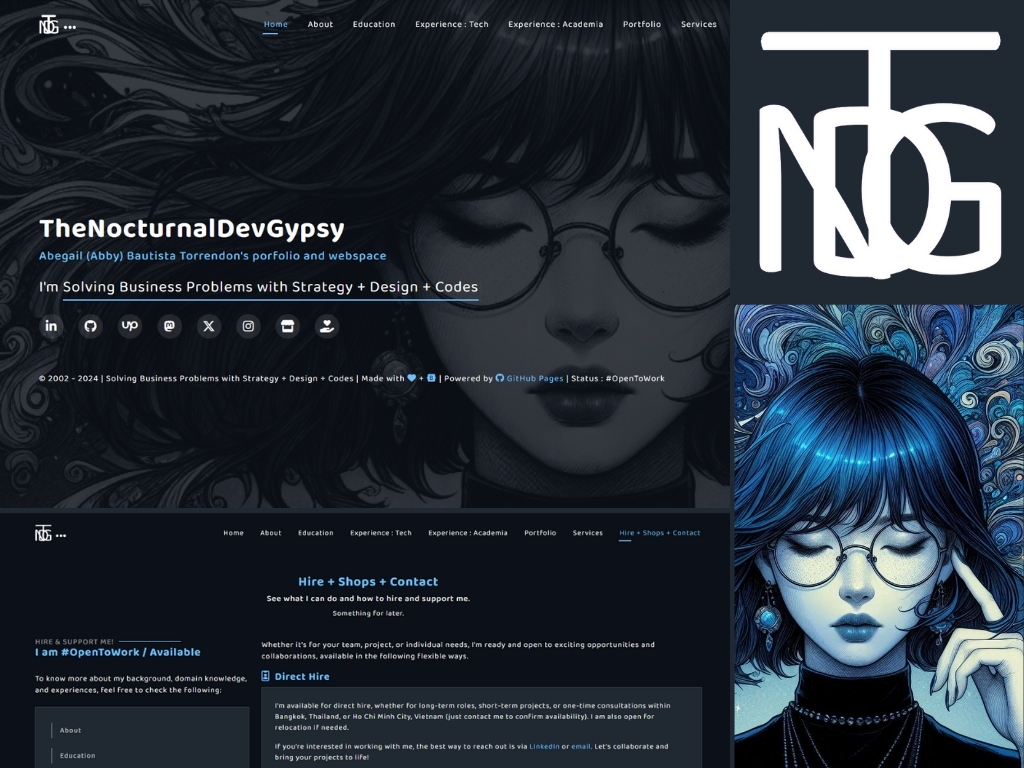 TNDG
Home About Education Experience : Tech Experience : Academia Portfolio Services
TheNocturnalDevGypsy
Abegail (Abby) Bautista Torrendon's porfolio and webspace
I'm Solving Business Problems with Strategy + Design + Codes
in up m X
© 2002 - 2024 | Solving Business Problems with Strategy + Design + Codes | Made with + B | Powered by GitHub Pages | Status : #OpenToWork
TNDG
TNDG
Home About Education Experience : Tech Experience : Academia Portfolio Services Hire + Shops + Contact
Hire + Shops + Contact
See what I can do and how to hire and support me.
Something for later.
HIRE & SUPPORT ME!
I am #OpenToWork / Available
To know more about my background, domain knowledge,
and experiences, feel free to check the following:
About
Education
Whether it's for your team, project, or individual needs, I'm ready and open to exciting opportunities and
collaborations, available in the following flexible ways.
Direct Hire
I'm available for direct hire, whether for long-term roles, short-term projects, or one-time consultations within
Bangkok, Thailand, or Ho Chi Minh City, Vietnam (just contact me to confirm availability). I am also open for
relocation if needed.
If you're interested in working with me, the best way to reach out is via LinkedIn or email. Let's collaborate and
bring your projects to life!